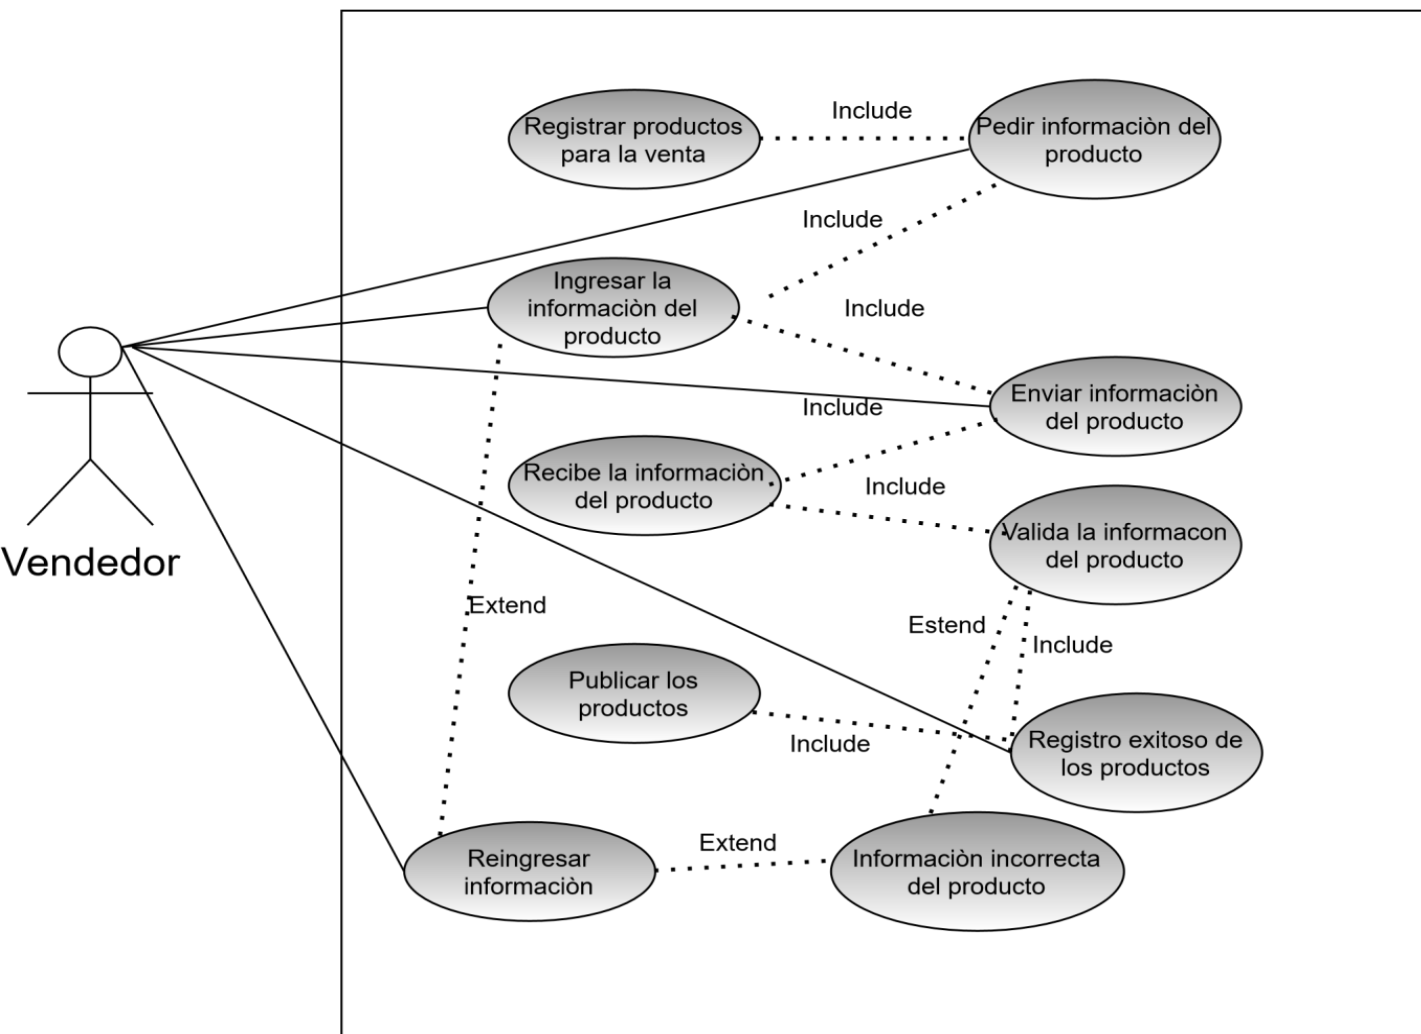 Include
Registrar productos
para la venta
Pedir informaciòn del
producto
Include
Ingresar la
informaciòn del
producto
Include
Enviar informaciòn
del producto
Include
Recibe la informaciòn
del producto
Include
Valida la informacon
del producto
Vendedor
Extend
Estend
Include
Publicar los
productos
Include
Registro exitoso de
los productos
Extend
Reingresar
informaciòn
Informaciòn incorrecta
del producto